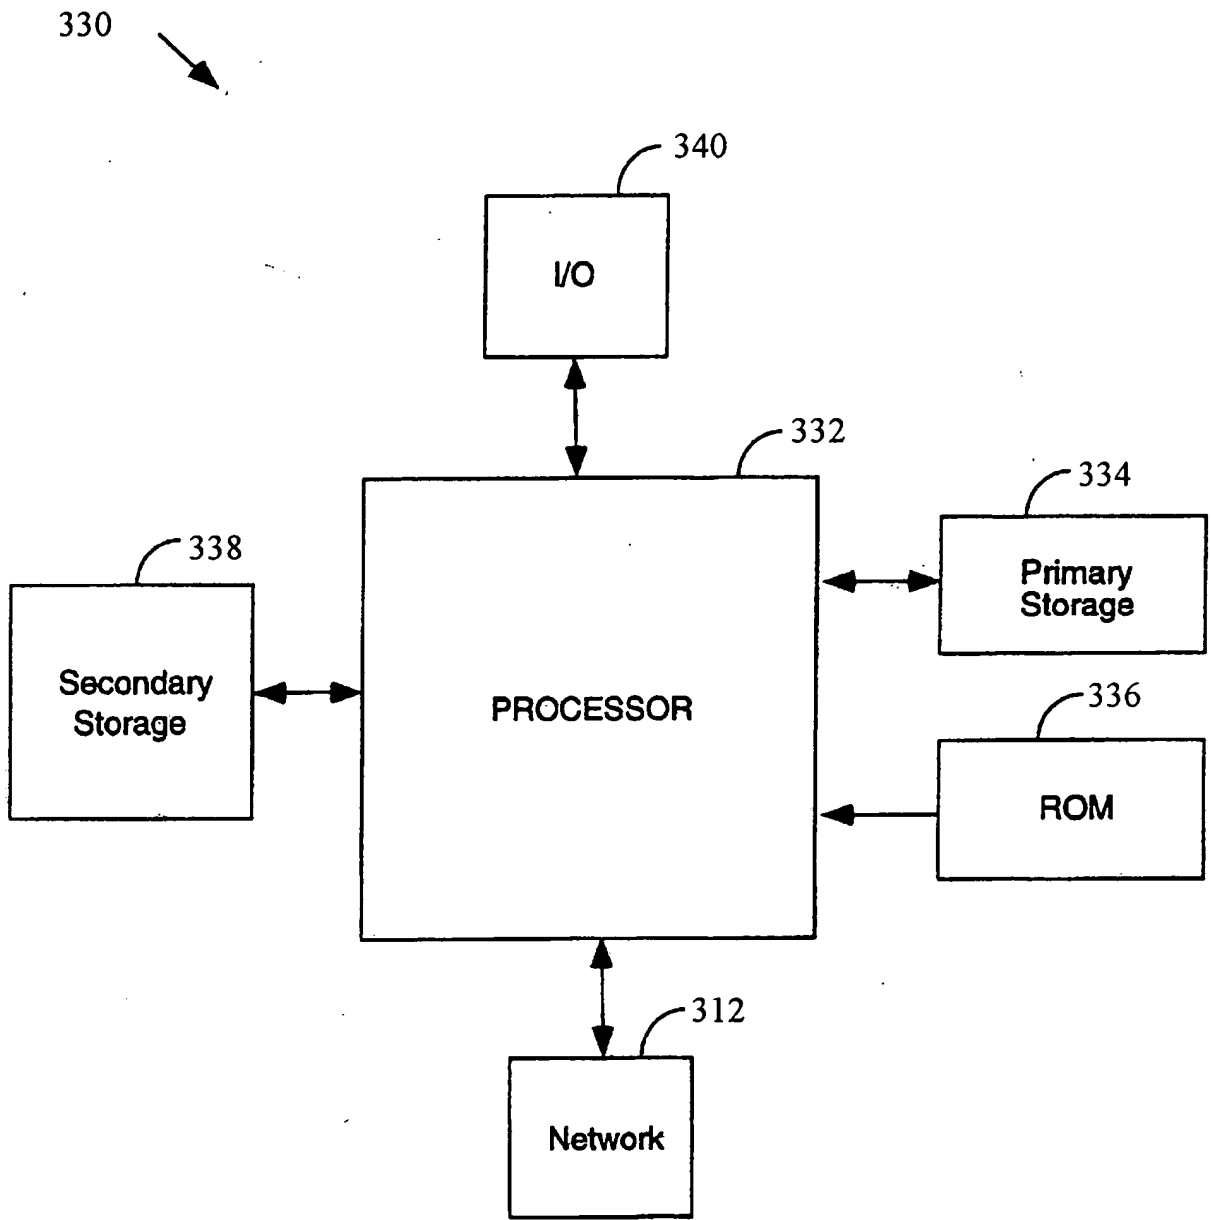 330
340
I/O
332
334
Primary
Storage
338
Secondary
Storage
PROCESSOR
336
ROM
312
Network